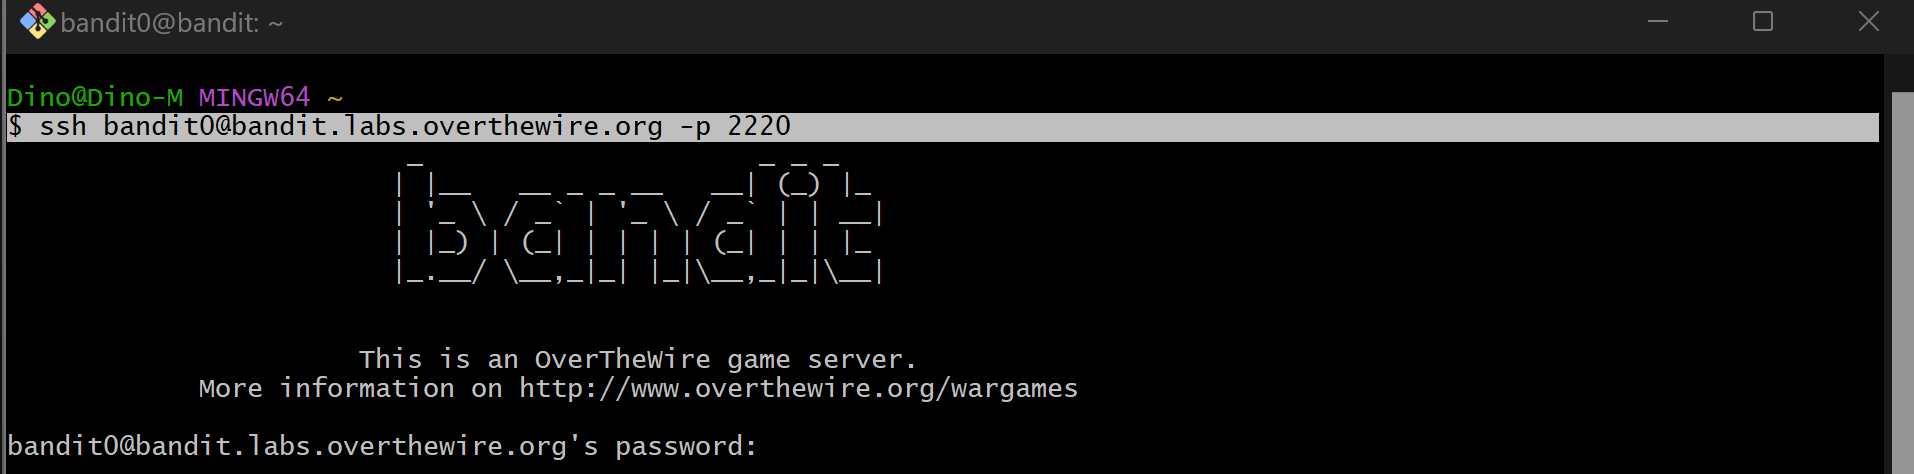 bandit0@bandit: ~
Dino@Dino-M MINGW64 ~
$ ssh bandit0@bandit.labs.overthewire.org -p 2220
                         _                     _ _ _
                        | |__   __ _ _ __   __| (_) |_
                        | '_ \ / _` | '_ \ / _` | | __|
                        | |_) | (_| | | | | (_| | | |_
                        |_.__/ \__,_|_| |_|\__,_|_|\__|
This is an OverTheWire game server.
More information on http://www.overthewire.org/wargames
bandit0@bandit.labs.overthewire.org's password: